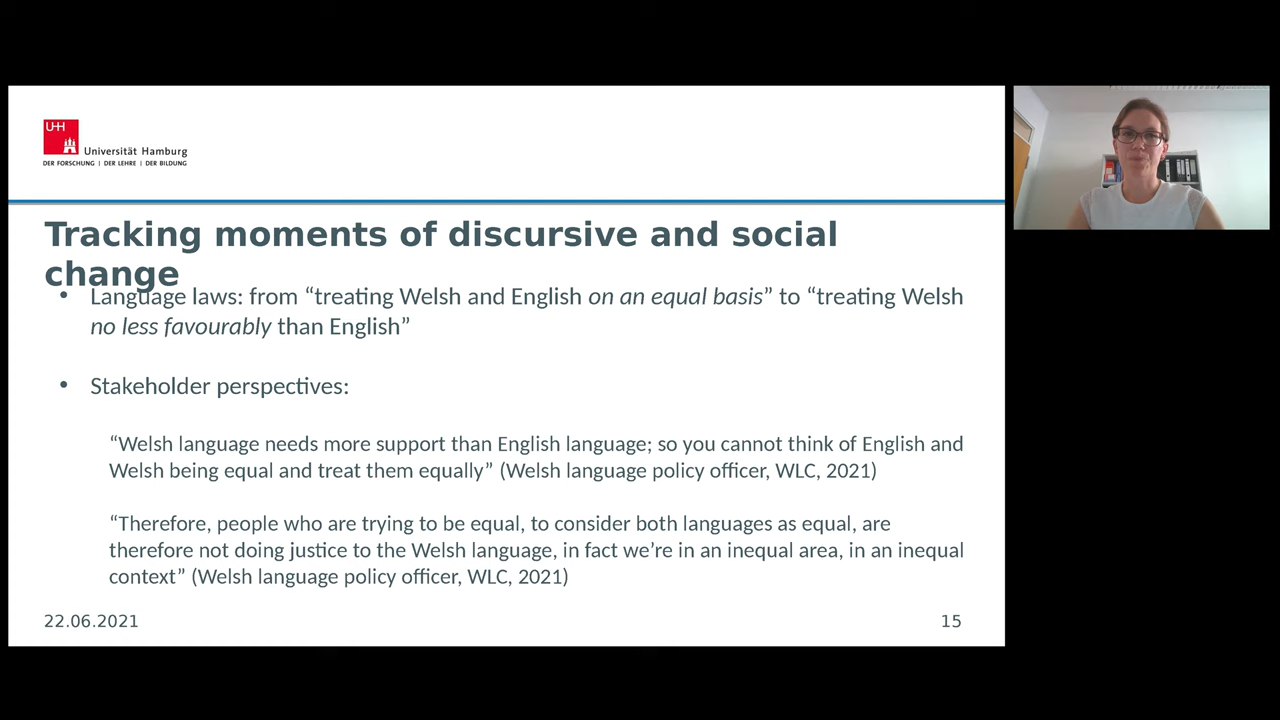 UHH
Universität Hamburg
DER FORSCHUNG | DER LEHRE | DER BILDUNG
Tracking moments of discursive and social
change
• Language laws: from “treating Welsh and English on an equal basis” to “treating Welsh
no less favourably than English”
• Stakeholder perspectives:
“Welsh language needs more support than English language; so you cannot think of English and
Welsh being equal and treat them equally” (Welsh language policy officer, WLC, 2021)
“Therefore, people who are trying to be equal, to consider both languages as equal, are
therefore not doing justice to the Welsh language, in fact we’re in an inequal area, in an inequal
context” (Welsh language policy officer, WLC, 2021)
22.06.2021
15